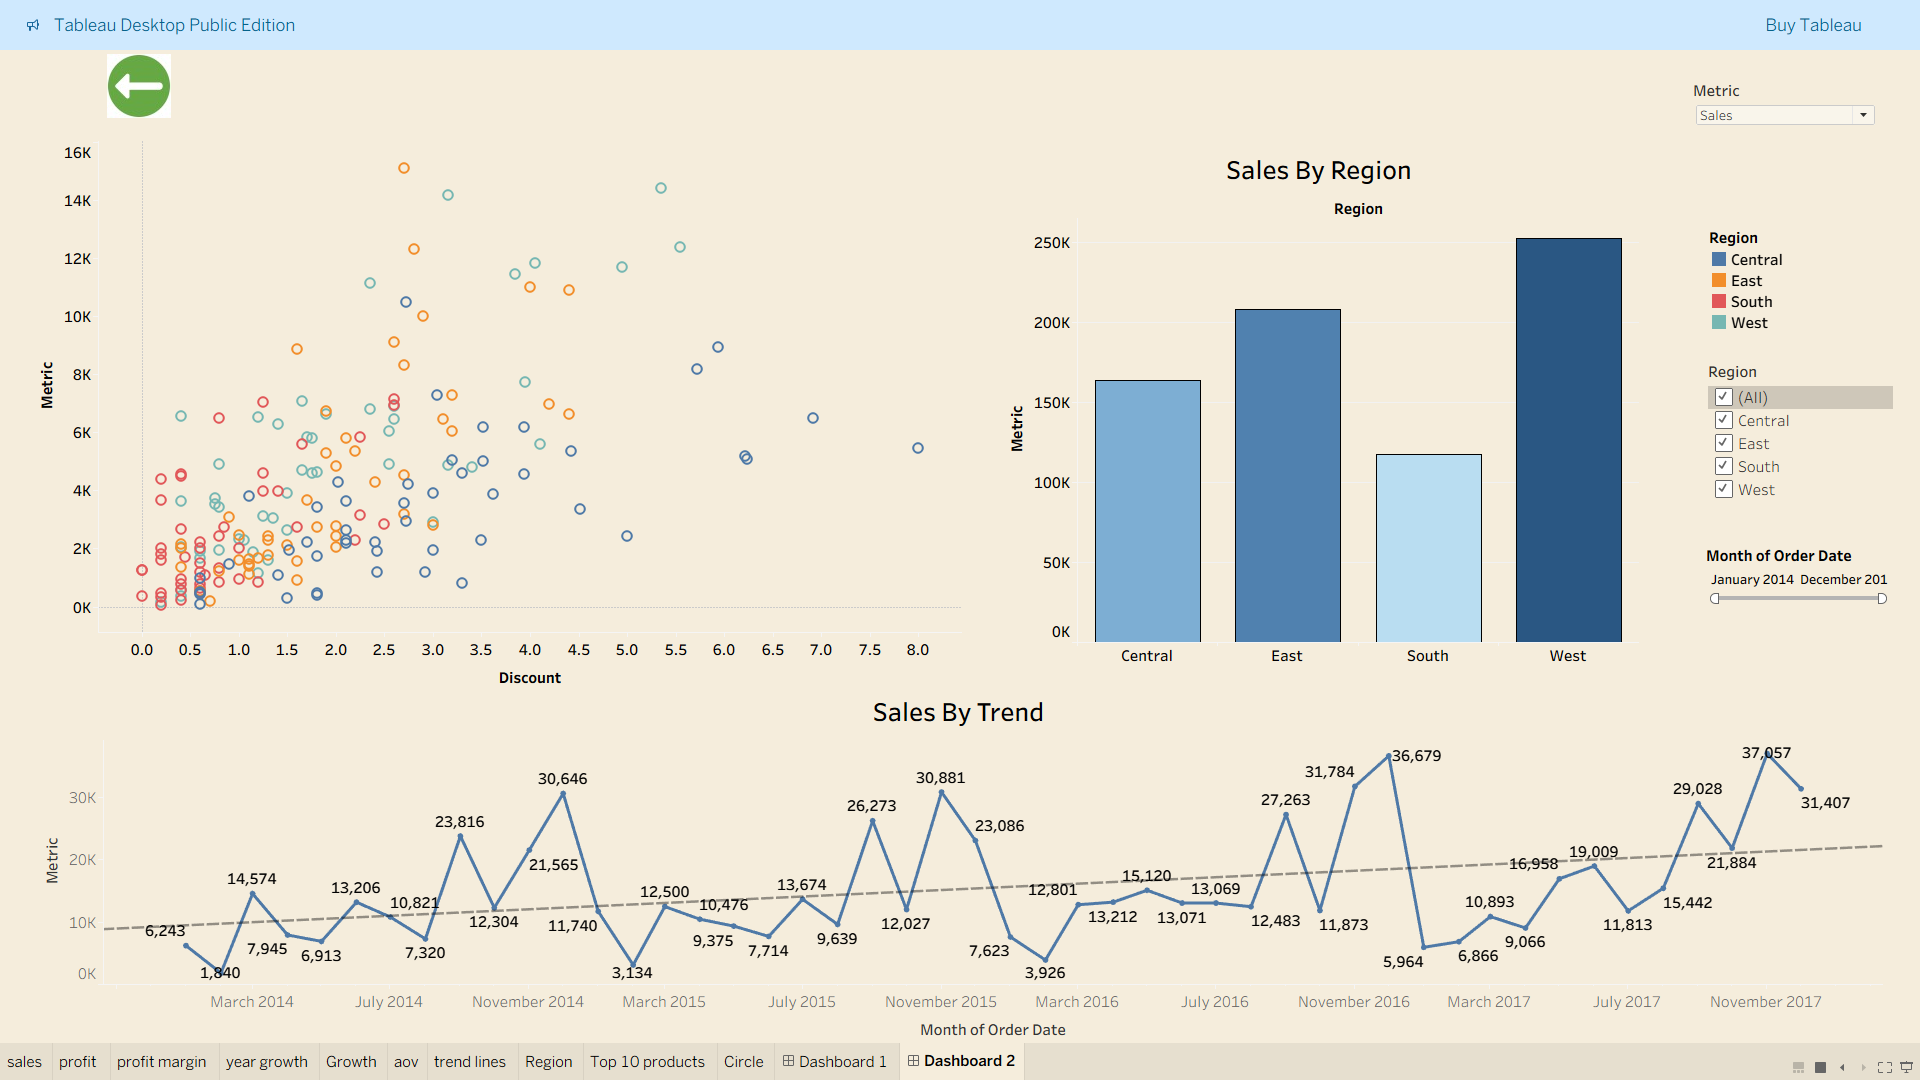 Tableau Desktop Public Edition
Buy Tableau
Metric
Sales
16K
14K
12K
10K
8K
6K
4K
2K
0K
Metric
0.0 0.5 1.0 1.5 2.0 2.5 3.0 3.5 4.0 4.5 5.0 5.5 6.0 6.5 7.0 7.5 8.0
Discount
Sales By Region
Region
250K
200K
150K
100K
50K
0K
Metric
Central East South West
Region
Central
East
South
West
Region
(All)
Central
East
South
West
Month of Order Date
January 2014 December 201
Sales By Trend
30K
20K
10K
0K
Metric
6,243
1,840
14,574
7,945
6,913
13,206
10,821
7,320
23,816
12,304
21,565
30,646
11,740
3,134
12,500
10,476
9,375
7,714
13,674
9,639
26,273
12,027
30,881
23,086
7,623
3,926
12,801
13,212
15,120
13,071
13,069
12,483
27,263
11,873
31,784
36,679
5,964
6,866
10,893
9,066
16,958
19,009
11,813
15,442
29,028
21,884
37,057
31,407
March 2014 July 2014 November 2014 March 2015 July 2015 November 2015 March 2016 July 2016 November 2016 March 2017 July 2017 November 2017
Month of Order Date
sales profit profit margin year growth Growth aov trend lines Region Top 10 products Circle Dashboard 1 Dashboard 2